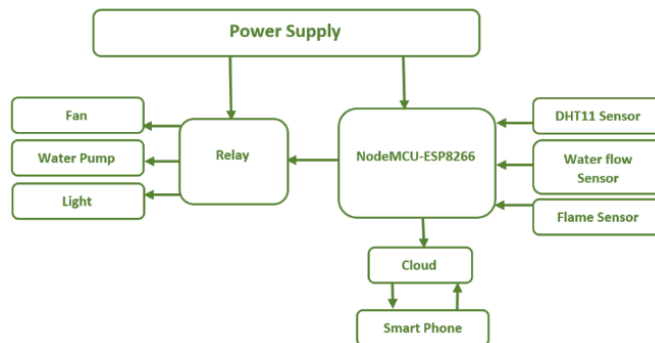 Power Supply
Fan
Water Pump
Light
Relay
NodeMCU-ESP8266
DHT11 Sensor
Water flow
Sensor
Flame Sensor
Cloud
Smart Phone